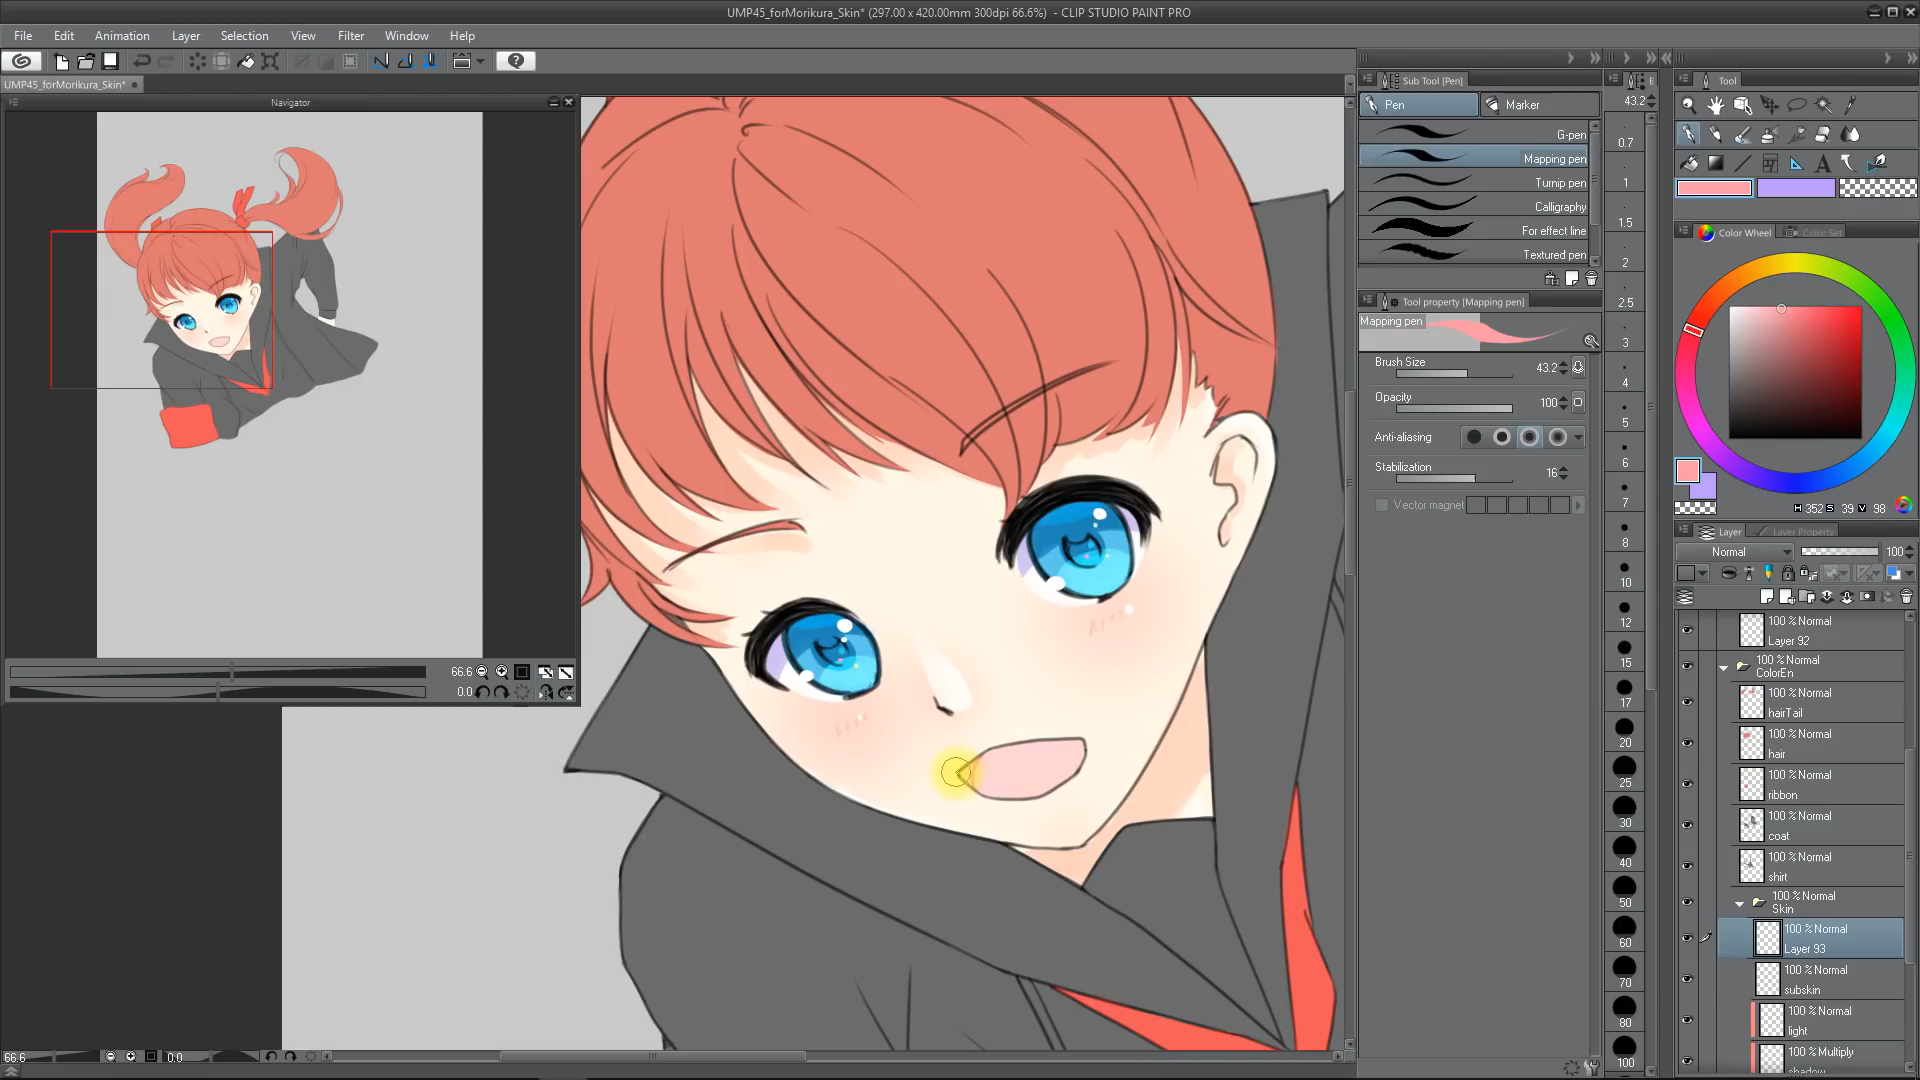 UMP45_forMorikura_Skin* (297.00 x 420.00mm 300dpi 66.6%) - CLIP STUDIO PAINT PRO
File Edit Animation Layer Selection View Filter Window Help
UMP45_forMorikura_Skin*
Navigator
66.6
0.0
66.6
0.0
Sub Tool [Pen]
Pen
Marker
G-pen
Mapping pen
Turnip pen
Calligraphy
For effect line
Textured pen
Tool property [Mapping pen]
Mapping pen
Brush Size
43.2
Opacity
100
Anti-aliasing
Stabilization
16
Vector magnet
43.2
0.7
1
1.5
2
2.5
3
4
5
6
7
8
10
12
15
17
20
25
30
40
50
60
70
80
100
Tool
Color Wheel
Color Set
H 352 S 39 V 98
Layer
Layer Property
Normal
100
100 % Normal
Layer 92
100 % Normal
ColorEn
100 % Normal
hairTail
100 % Normal
hair
100 % Normal
ribbon
100 % Normal
coat
100 % Normal
shirt
100 % Normal
Skin
100 % Normal
Layer 93
100 % Normal
subskin
100 % Normal
light
100 % Multiply
shadow